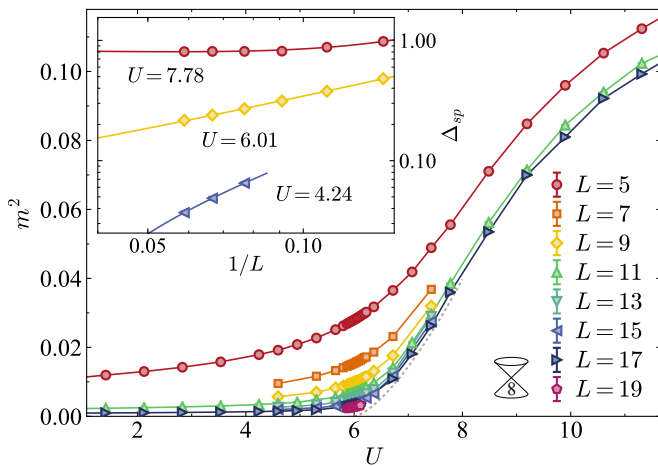 1.00
0.10
Δsp
U = 7.78
U = 6.01
U = 4.24
0.05
0.10
1/L
m²
0.10
0.08
0.06
0.04
0.02
0.00
L = 5
L = 7
L = 9
L = 11
L = 13
L = 15
L = 17
L = 19
8
2
4
6
8
10
U